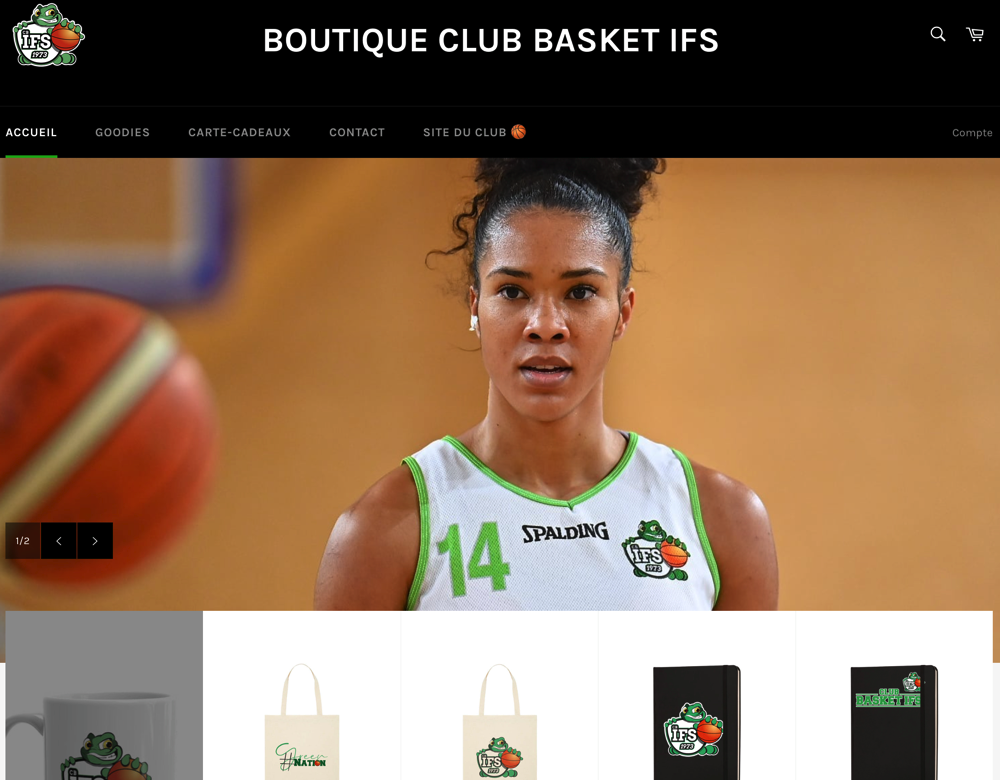 IFS
1973
BOUTIQUE CLUB BASKET IFS
ACCUEIL
GOODIES
CARTE-CADEAUX
CONTACT
SITE DU CLUB
Compte
14
SPALDING
IFS
1973
1/2
Green
#NATION
IFS
1973
IFS
1973
CLUB
BASKET IFS